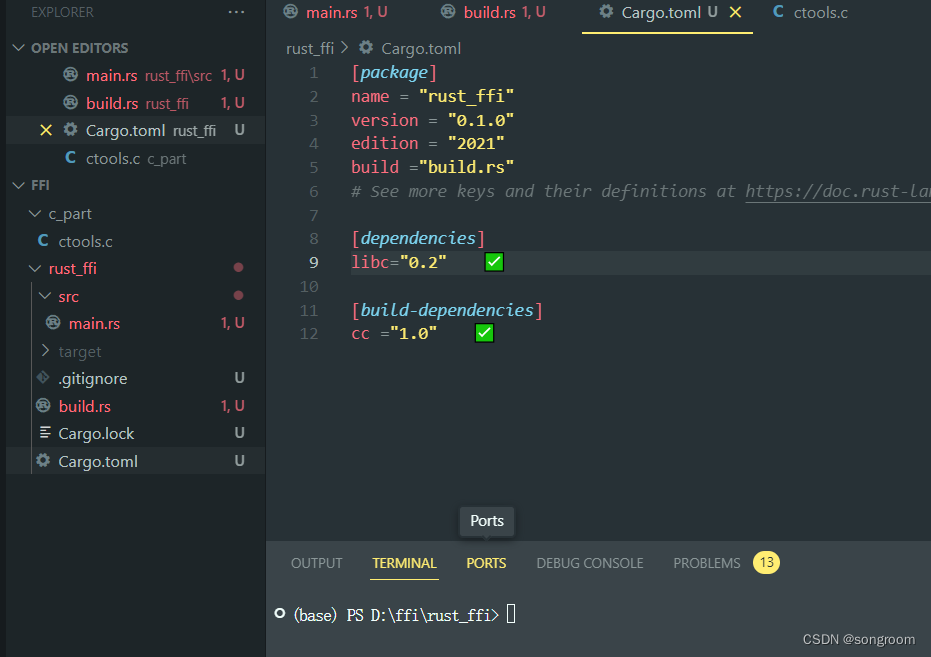 EXPLORER ...
OPEN EDITORS
main.rs rust_ffi\src 1, U
build.rs rust_ffi 1, U
Cargo.toml rust_ffi U
C ctools.c c_part
FFI
c_part
C ctools.c
rust_ffi
src
main.rs 1, U
target
.gitignore U
build.rs 1, U
Cargo.lock U
Cargo.toml U
main.rs 1, U build.rs 1, U Cargo.toml U C ctools.c
rust_ffi > Cargo.toml
1 [package]
2 name = "rust_ffi"
3 version = "0.1.0"
4 edition = "2021"
5 build ="build.rs"
6 # See more keys and their definitions at https://doc.rust-la
7
8 [dependencies]
9 libc="0.2" ✅
10
11 [build-dependencies]
12 cc ="1.0" ✅
Ports
OUTPUT TERMINAL PORTS DEBUG CONSOLE PROBLEMS 13
(base) PS D:\ffi\rust_ffi>
CSDN @songroom